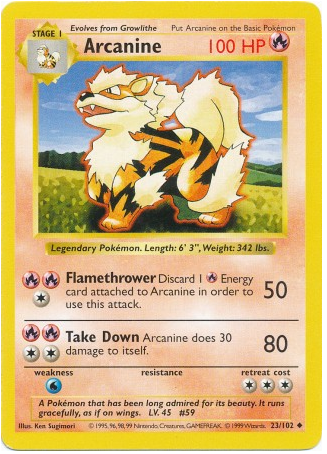 Evolves from Growlithe Put Arcanine on the Basic Pokémon
STAGE 1
Arcanine 100 HP
Legendary Pokémon. Length: 6' 3", Weight: 342 lbs.
Flamethrower Discard 1 Energy
card attached to Arcanine in order to
use this attack.
50
Take Down Arcanine does 30
damage to itself.
80
weakness resistance retreat cost
A Pokémon that has been long admired for its beauty. It runs
gracefully, as if on wings. LV. 45 #59
Illus. Ken Sugimori ©1995, 96, 98, 99 Nintendo, Creatures, GAMEFREAK. ©1999 Wizards. 23/102